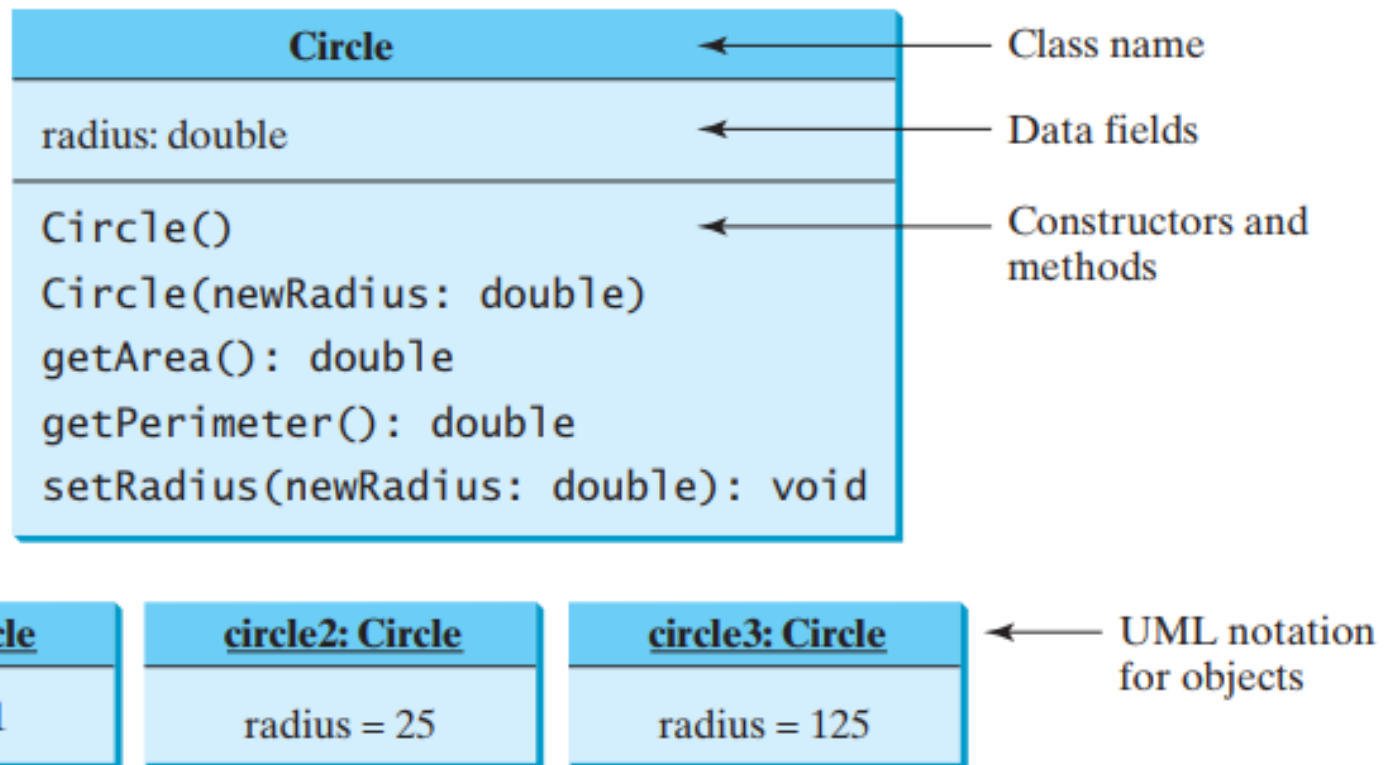 Circle
Class name
radius: double
Data fields
Circle()
Constructors and
methods
Circle(newRadius: double)
getArea(): double
getPerimeter(): double
setRadius(newRadius: double): void
circle2: Circle
circle3: Circle
UML notation
for objects
radius = 25
radius = 125